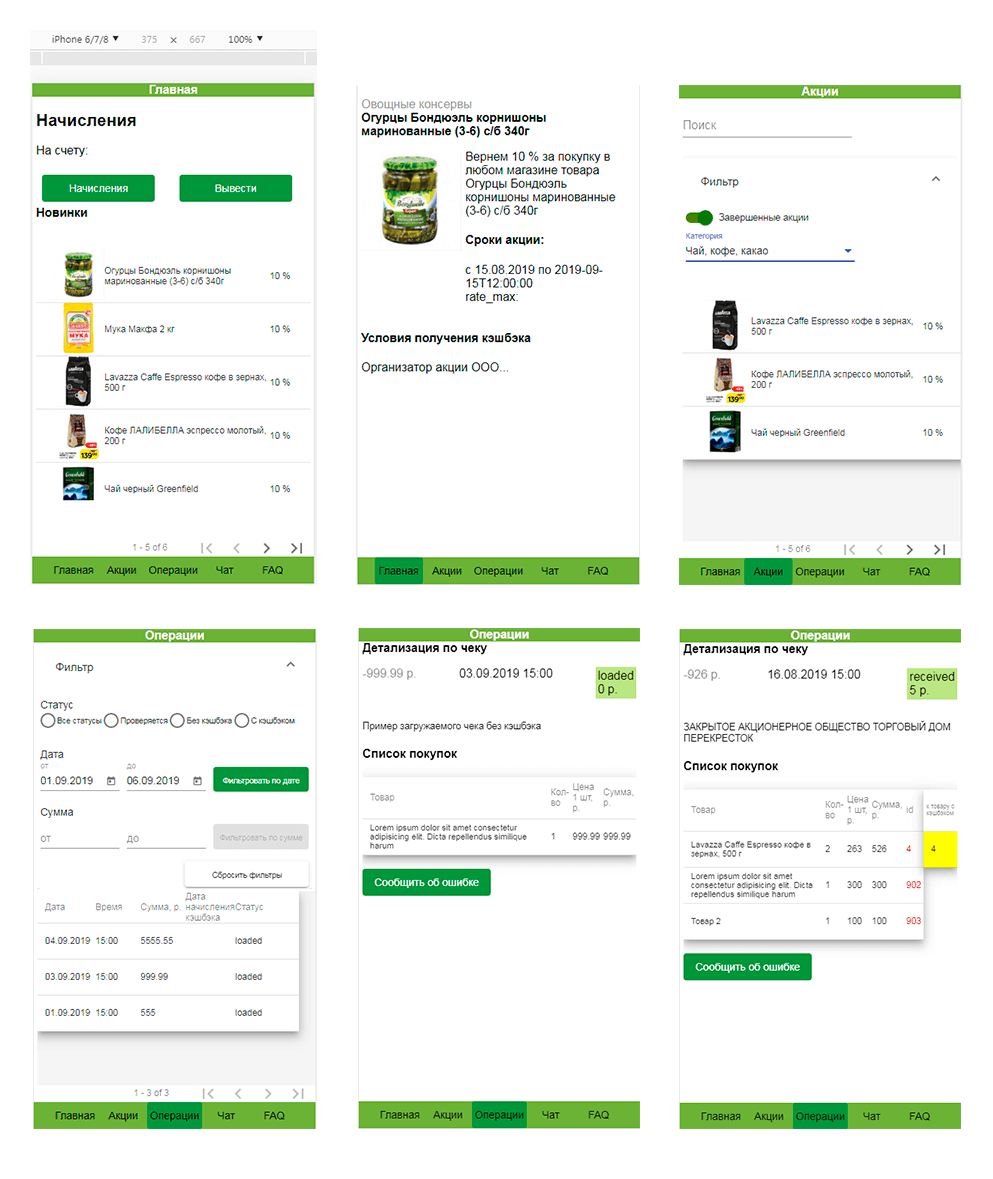 iPhone 6/7/8 ▼ 375 × 667 100% ▼
Главная
Начисления
На счету:
Начисления Вывести
Новинки
Огурцы Бондюэль корнишоны
маринованные (3-6) с/б 340г
10 %
Мука Макфа 2 кг 10 %
Lavazza Caffe Espresso кофе в зернах,
500 г
10 %
Кофе ЛАЛИБЕЛЛА эспрессо молотый,
200 г
10 %
139
Чай черный Greenfield 10 %
1 - 5 of 6
Главная Акции Операции Чат FAQ
Овощные консервы
Огурцы Бондюэль корнишоны
маринованные (3-6) с/б 340г
Вернем 10 % за покупку в
любом магазине товара
Огурцы Бондюэль
корнишоны маринованные
(3-6) с/б 340г
Сроки акции:
с 15.08.2019 по 2019-09-
15T12:00:00
rate_max:
Условия получения кэшбэка
Организатор акции ООО...
Главная Акции Операции Чат FAQ
Акции
Поиск
Фильтр
Завершенные акции
Категория
Чай, кофе, какао
Lavazza Caffe Espresso кофе в зернах,
500 г
10 %
Кофе ЛАЛИБЕЛЛА эспрессо молотый,
200 г
10 %
139
Чай черный Greenfield 10 %
1 - 5 of 6
Главная Акции Операции Чат FAQ
Операции
Фильтр
Статус
Все статусы Проверяется Без кэшбэка С кэшбэком
Дата
от до
01.09.2019 06.09.2019 Фильтровать по дате
Сумма
от до Фильтровать по сумме
Сбросить фильтры
Дата Время Сумма, р. Дата начисления кэшбэка Статус
04.09.2019 15:00 5555.55 loaded
03.09.2019 15:00 999.99 loaded
01.09.2019 15:00 555 loaded
1 - 3 of 3
Главная Акции Операции Чат FAQ
Операции
Детализация по чеку
-999.99 р. 03.09.2019 15:00 loaded
0 р.
Пример загружаемого чека без кэшбэка
Список покупок
Товар Кол-во Цена 1 шт, р. Сумма, р.
Lorem ipsum dolor sit amet consectetur
adipisicing elit. Dicta repellendus similique
harum
1 999.99 999.99
Сообщить об ошибке
Главная Акции Операции Чат FAQ
Операции
Детализация по чеку
-926 р. 16.08.2019 15:00 received
5 р.
ЗАКРЫТОЕ АКЦИОНЕРНОЕ ОБЩЕСТВО ТОРГОВЫЙ ДОМ
ПЕРЕКРЕСТОК
Список покупок
Товар Кол-во Цена 1 шт, р. Сумма, р. id к товару с кэшбэком
Lavazza Caffe Espresso кофе в
зернах, 500 г
2 263 526 4 4
Lorem ipsum dolor sit amet
consectetur adipisicing elit. Dicta
repellendus similique harum
1 300 300 902
Товар 2 1 100 100 903
Сообщить об ошибке
Главная Акции Операции Чат FAQ